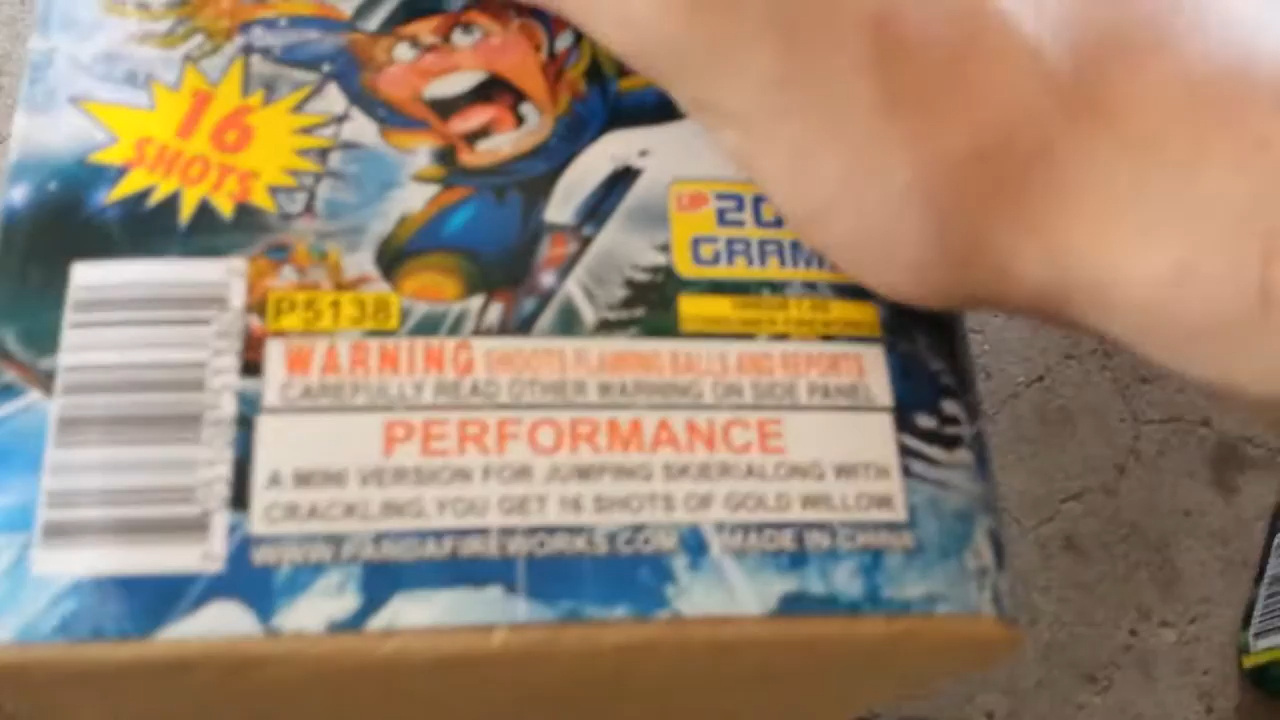 16
SHOTS
UP 20
GRAMS
P5138
WARNING SHOOTS FLAMING BALLS AND REPORTS
CAREFULLY READ OTHER WARNING ON SIDE PANEL
PERFORMANCE
A MINI VERSION FOR JUMPING SKIER!ALONG WITH
CRACKLING,YOU GET 16 SHOTS OF GOLD WILLOW.
WWW.PANDAFIREWORKS.COM MADE IN CHINA